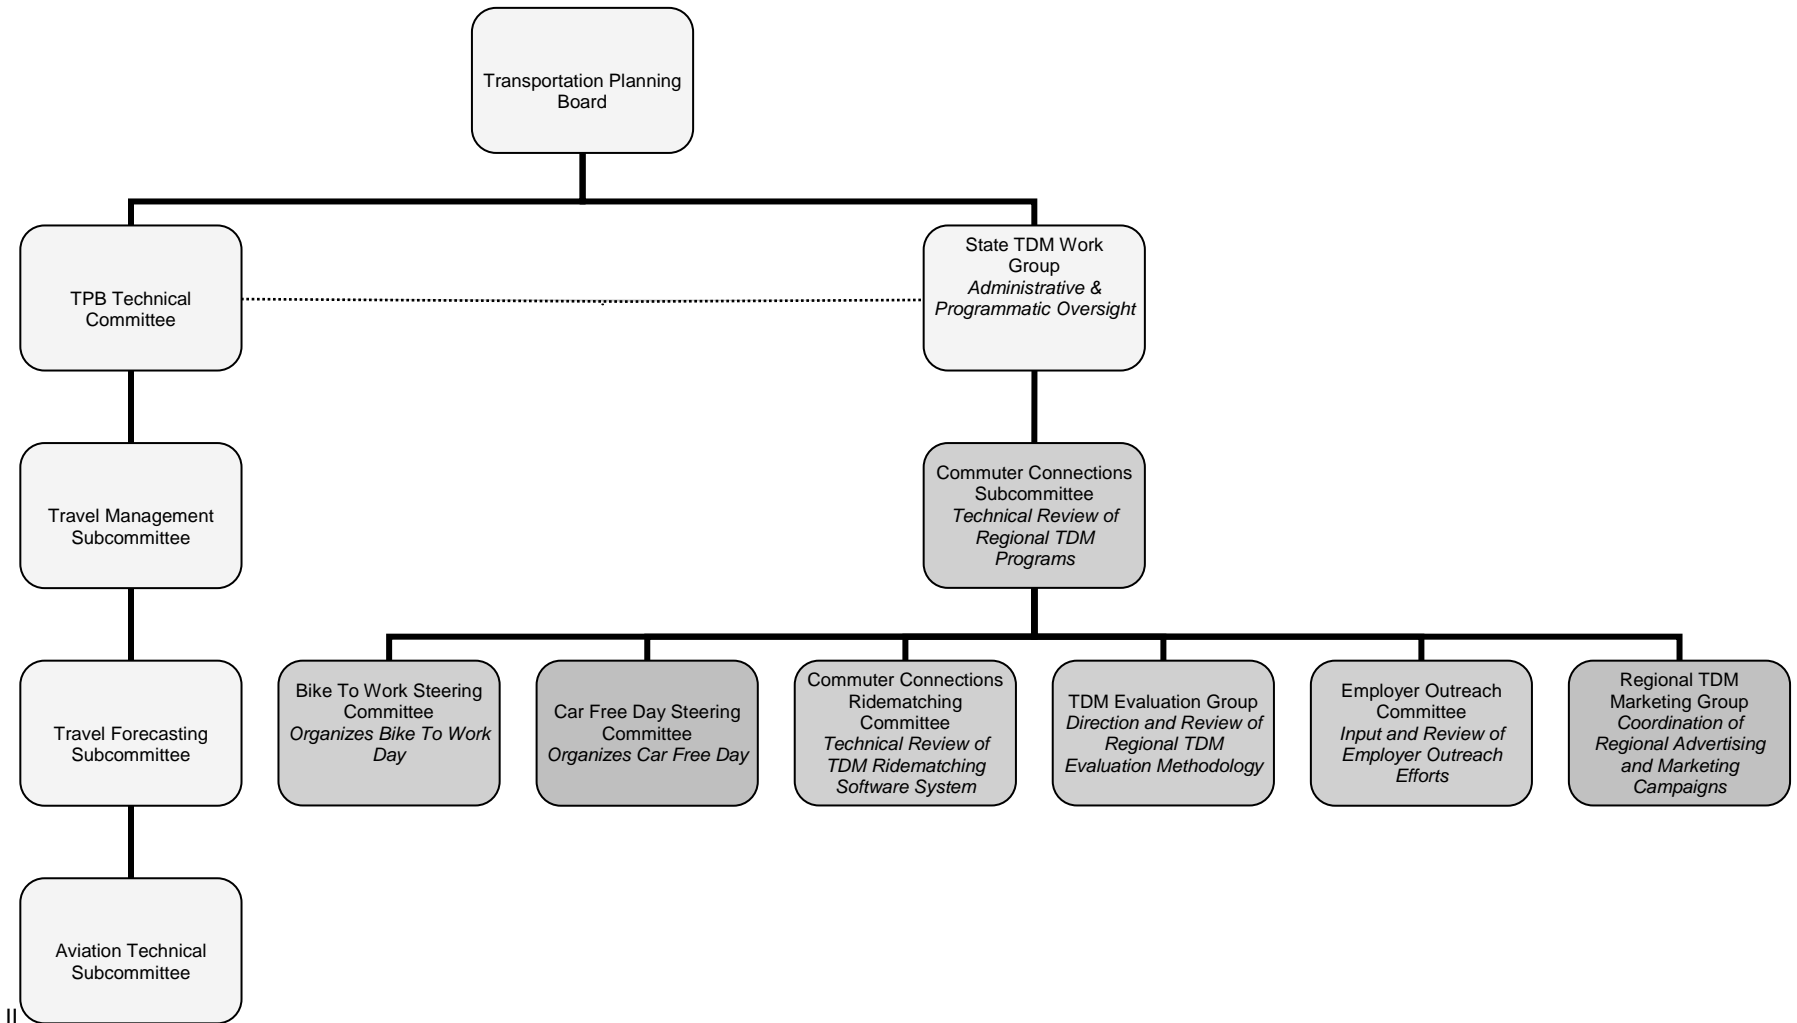 Transportation Planning
Board
TPB Technical
Committee
State TDM Work
Group
Administrative &
Programmatic Oversight
Travel Management
Subcommittee
Commuter Connections
Subcommittee
Technical Review of
Regional TDM
Programs
Travel Forecasting
Subcommittee
Bike To Work Steering
Committee
Organizes Bike To Work
Day
Car Free Day Steering
Committee
Organizes Car Free Day
Commuter Connections
Ridematching
Committee
Technical Review of
TDM Ridematching
Software System
TDM Evaluation Group
Direction and Review of
Regional TDM
Evaluation Methodology
Employer Outreach
Committee
Input and Review of
Employer Outreach
Efforts
Regional TDM
Marketing Group
Coordination of
Regional Advertising
and Marketing
Campaigns
Aviation Technical
Subcommittee
II